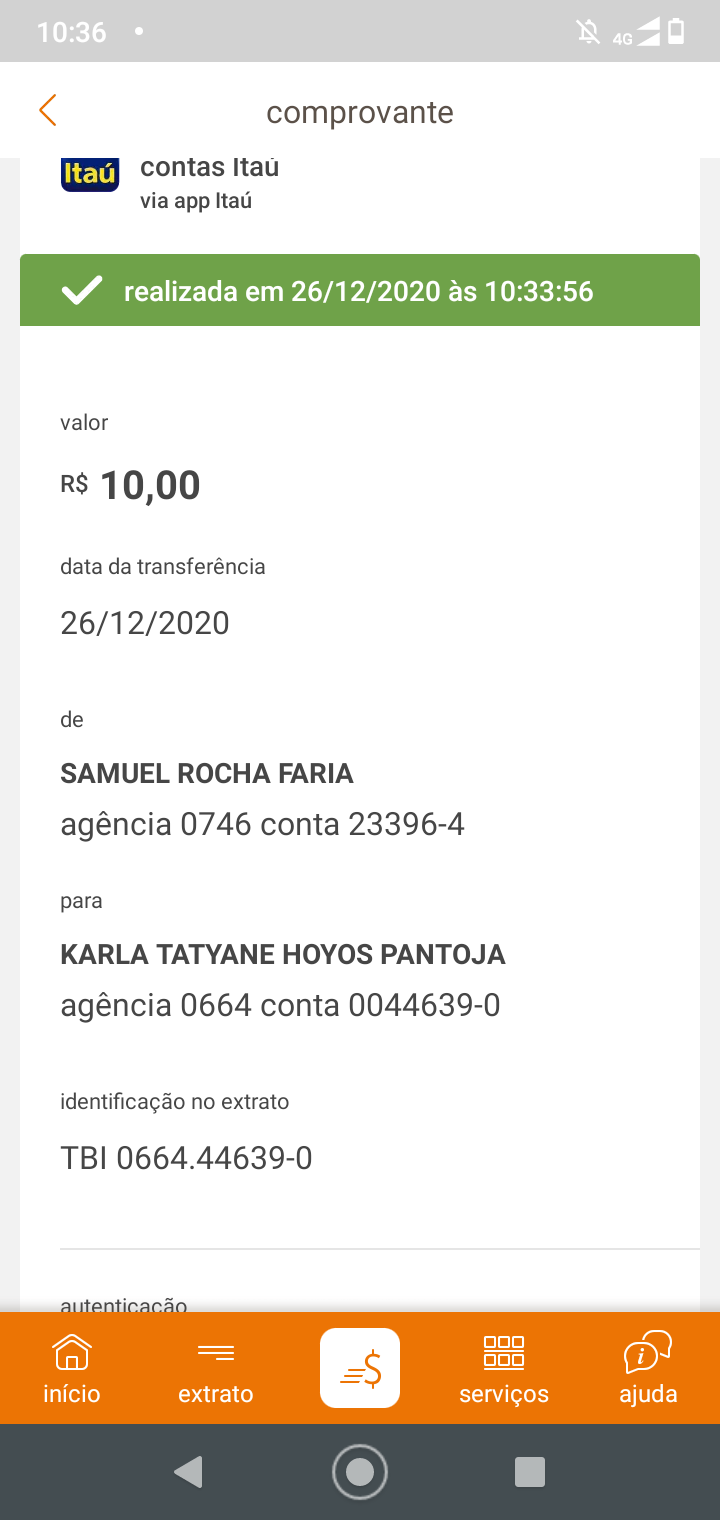 10:36
4G
comprovante
Itaú
contas Itaú
via app Itaú
realizada em 26/12/2020 às 10:33:56
valor
R$ 10,00
data da transferência
26/12/2020
de
SAMUEL ROCHA FARIA
agência 0746 conta 23396-4
para
KARLA TATYANE HOYOS PANTOJA
agência 0664 conta 0044639-0
identificação no extrato
TBI 0664.44639-0
autenticação
início
extrato
$
serviços
ajuda